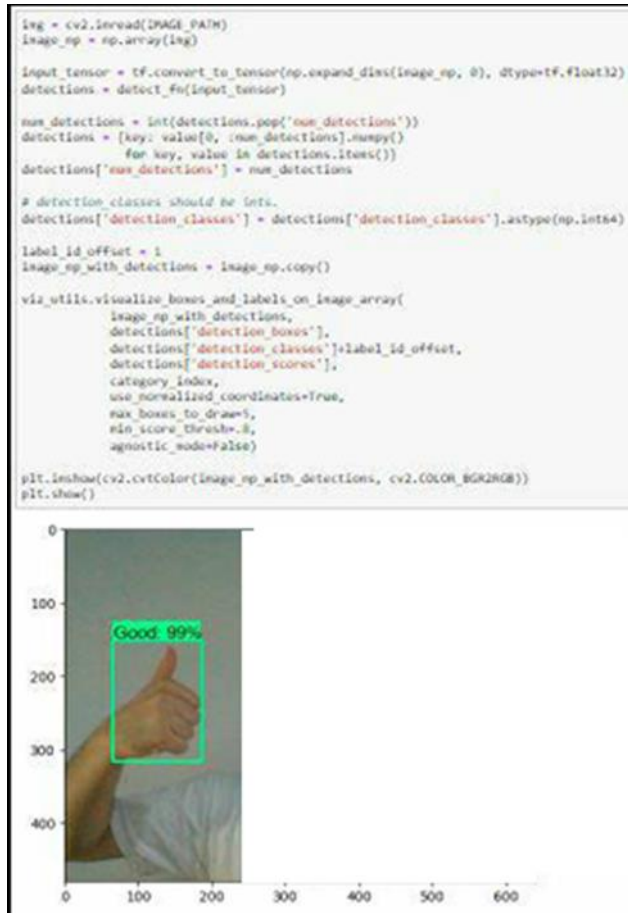 img = cv2.imread(IMAGE_PATH)
image_np = np.array(img)
input_tensor = tf.convert_to_tensor(np.expand_dims(image_np, 0), dtype=tf.float32)
detections = detect_fn(input_tensor)
num_detections = int(detections.pop('num_detections'))
detections = {key: value[0, :num_detections].numpy()
for key, value in detections.items()}
detections['num_detections'] = num_detections
# detection_classes should be ints.
detections['detection_classes'] = detections['detection_classes'].astype(np.int64)
label_id_offset = 1
image_np_with_detections = image_np.copy()
viz_utils.visualize_boxes_and_labels_on_image_array(
image_np_with_detections,
detections['detection_boxes'],
detections['detection_classes']+label_id_offset,
detections['detection_scores'],
category_index,
use_normalized_coordinates=True,
max_boxes_to_draw=5,
min_score_thresh=.8,
agnostic_mode=False)
plt.imshow(cv2.cvtColor(image_np_with_detections, cv2.COLOR_BGR2RGB))
plt.show()
0
100
Good: 99%
200
300
400
0 100 200 300 400 500 600